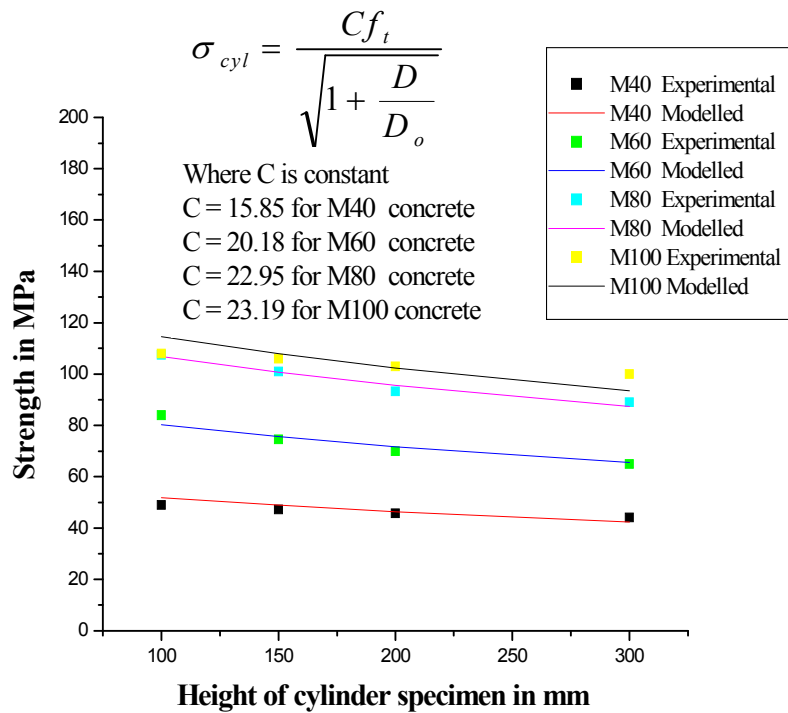 σ cyl = C f t / √(1 + D / D o)
M40 Experimental
M40 Modelled
M60 Experimental
M60 Modelled
M80 Experimental
M80 Modelled
M100 Experimental
M100 Modelled
Where C is constant
C = 15.85 for M40 concrete
C = 20.18 for M60 concrete
C = 22.95 for M80 concrete
C = 23.19 for M100 concrete
Strength in MPa
200
180
160
140
120
100
80
60
40
20
0
100 150 200 250 300
Height of cylinder specimen in mm